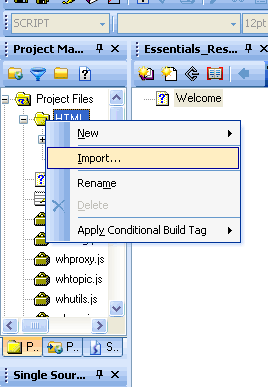 SCRIPT
12pt
Project Ma...
Essentials_Res
Project Files
Welcome
HTML
New
Import...
Rename
Delete
Apply Conditional Build Tag
whproxy.js
whtopic.js
whutils.js
P...
P...
S...
Single Sour...